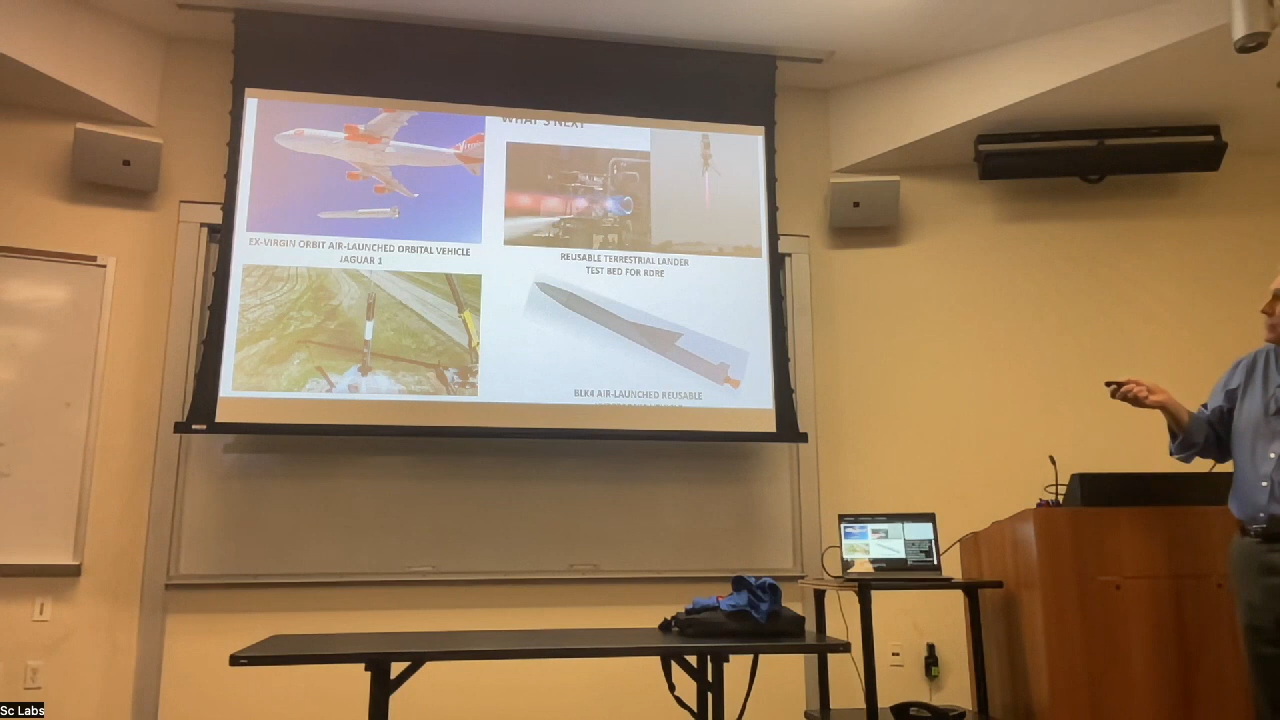 WHAT'S NEXT
EX-VIRGIN ORBIT AIR-LAUNCHED ORBITAL VEHICLE
JAGUAR 1
REUSABLE TERRESTRIAL LANDER
TEST BED FOR RDRE
BLK4 AIR-LAUNCHED REUSABLE
Sc Labs